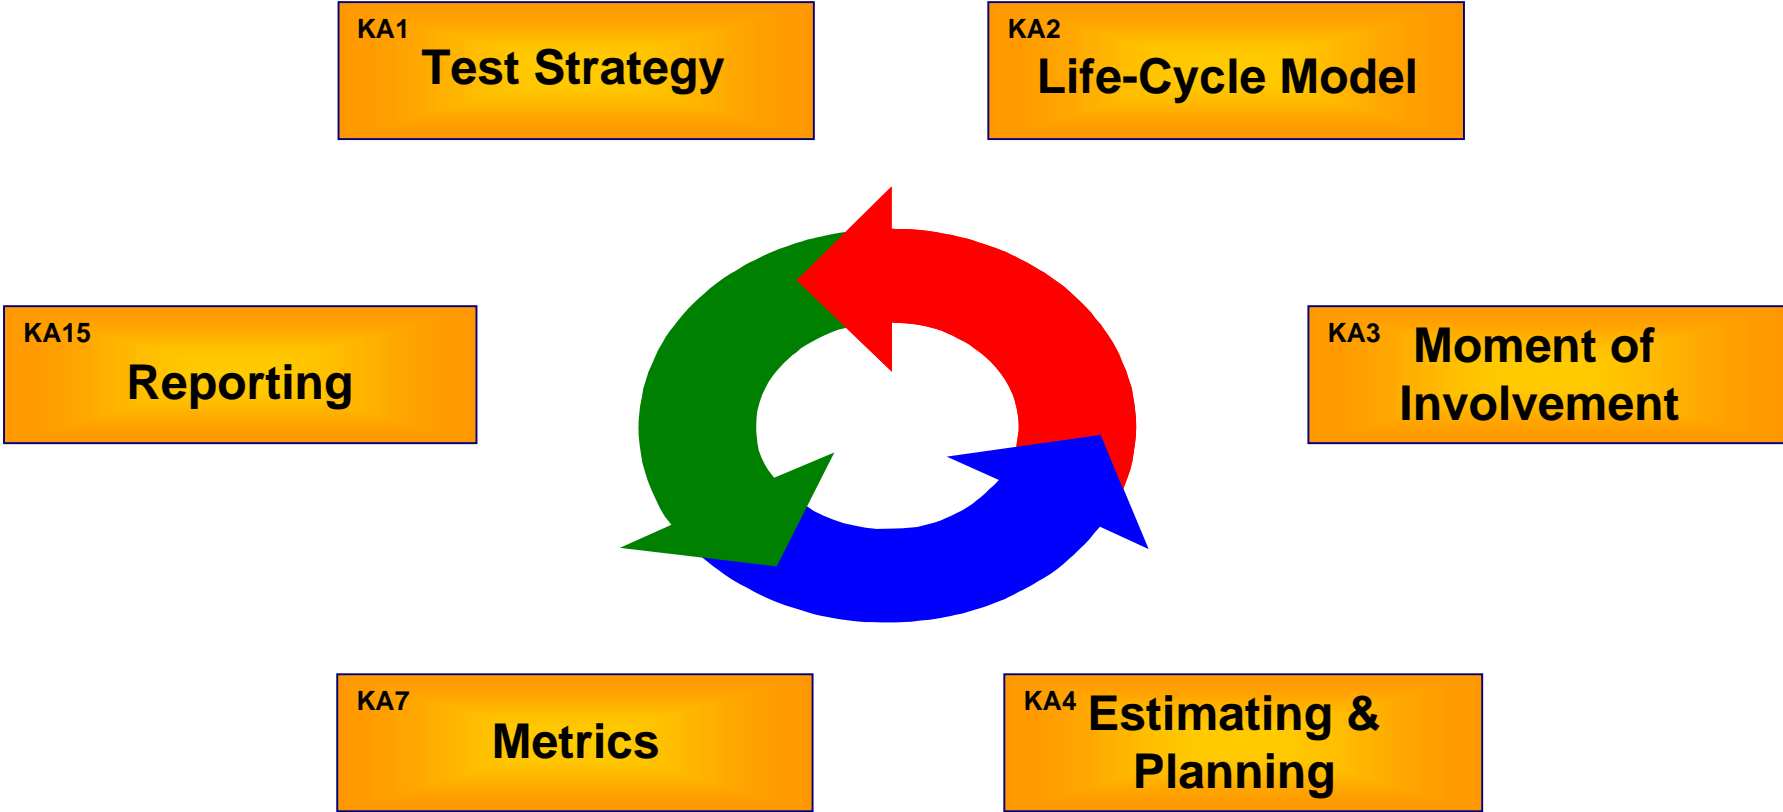 KA1
Test Strategy
KA2
Life-Cycle Model
KA15
Reporting
KA3
Moment of
Involvement
KA7
Metrics
KA4
Estimating &
Planning